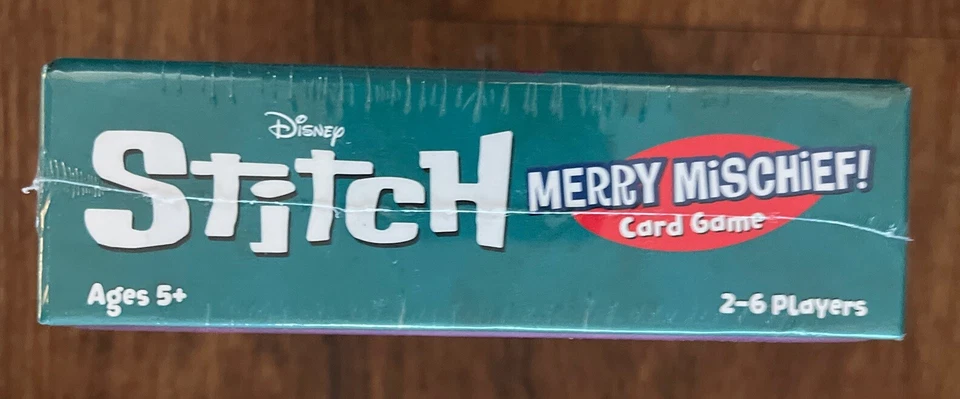 Disney
Stitch
MERRY MiSCHiEF!
Card Game
Ages 5+
2-6 Players